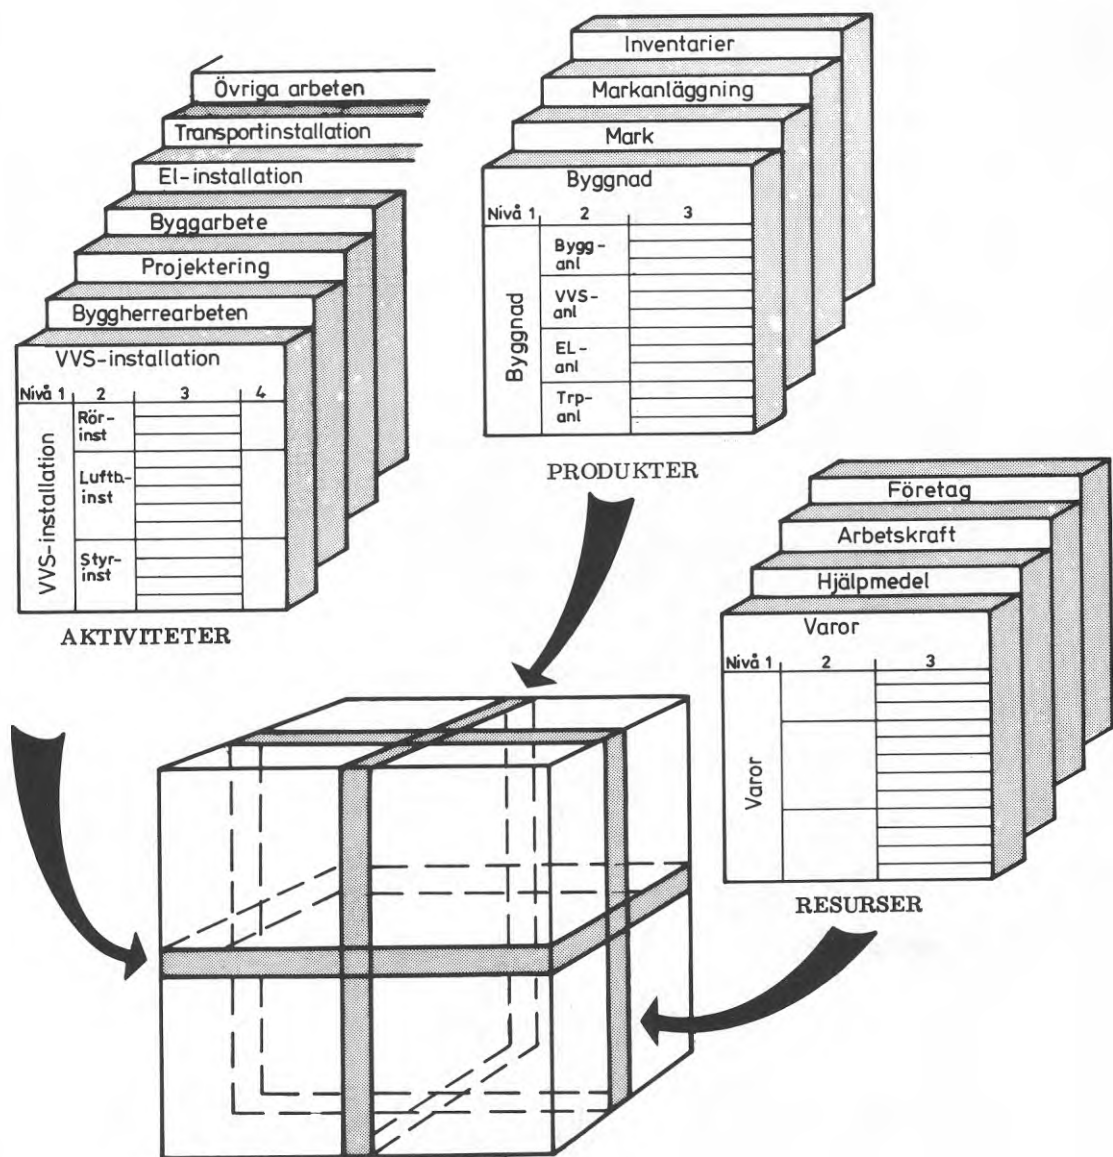 Övriga arbeten
Transportinstallation
El-installation
Byggarbete
Projektering
Byggherrearbeten
VVS-installation
Nivå 1 2 3 4
VVS-installation
Rör-
inst
Luftb.-
inst
Styr-
inst
AKTIVITETER
Inventarier
Markanläggning
Mark
Byggnad
Nivå 1 2 3
Byggnad
Bygg-
anl
VVS-
anl
EL-
anl
Trp-
anl
PRODUKTER
Företag
Arbetskraft
Hjälpmedel
Varor
Nivå 1 2 3
Varor
RESURSER